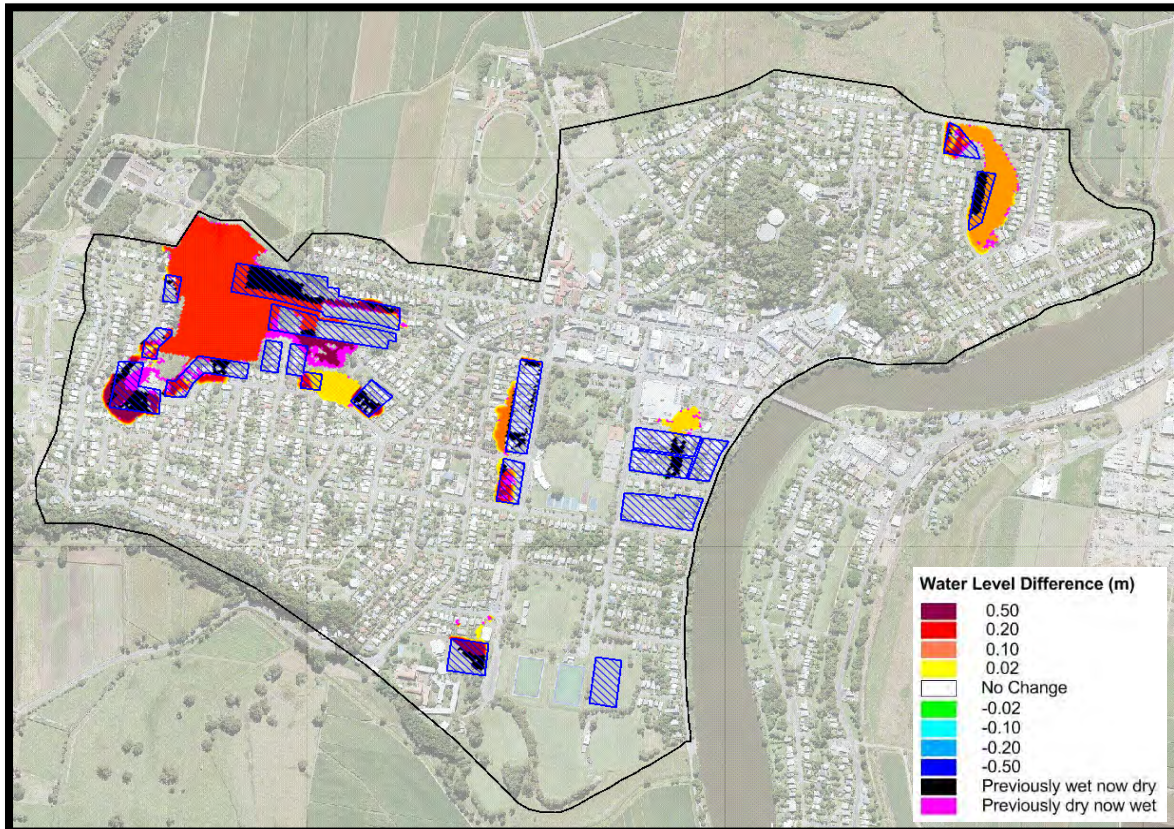 Water Level Difference (m)
0.50
0.20
0.10
0.02
No Change
-0.02
-0.10
-0.20
-0.50
Previously wet now dry
Previously dry now wet